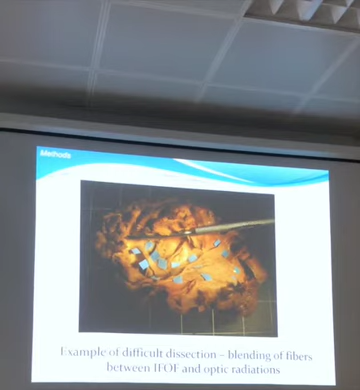 Methods
Example of difficult dissection – blending of fibers
between IFOF and optic radiations